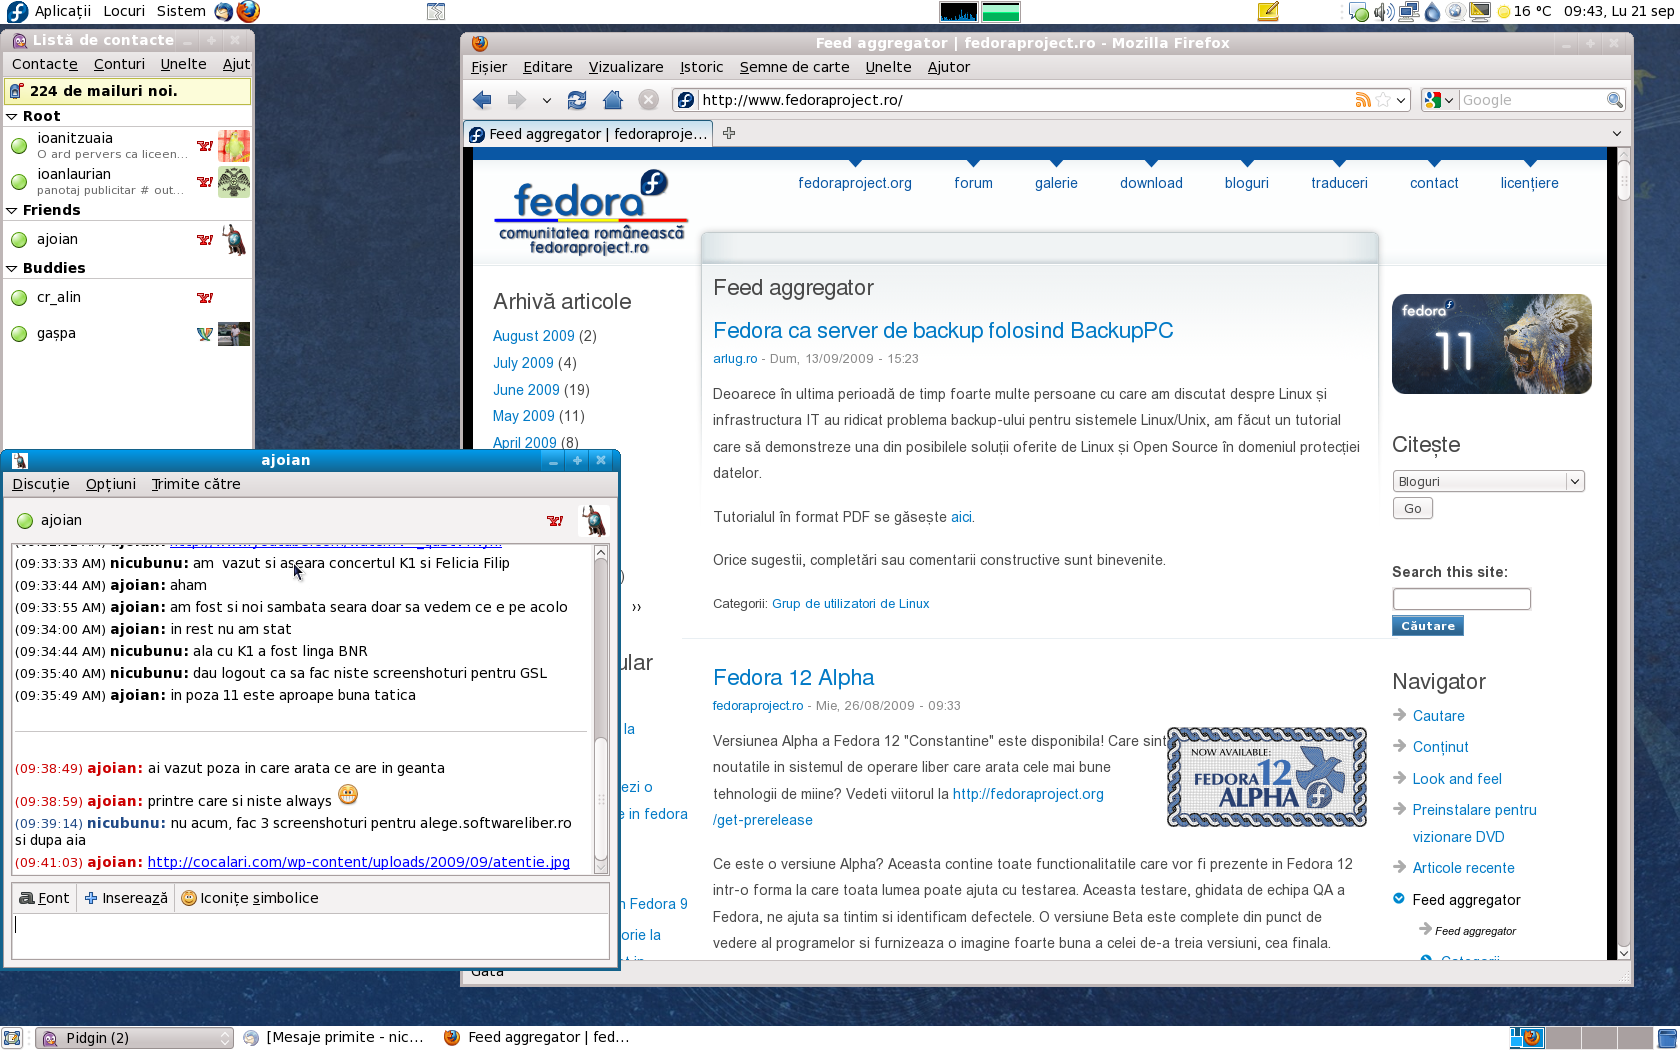 Aplicații Locuri Sistem 16 °C 09:43, Lu 21 sep
Listă de contacte
Contacte Conturi Unelte Ajut
224 de mailuri noi.
Root
ioanitzuaia
O ard pervers ca liceen...
ioanlaurian
panotaj publicitar # out...
Friends
ajoian
Buddies
cr_alin
gașpa
Feed aggregator | fedoraproject.ro - Mozilla Firefox
Fișier Editare Vizualizare Istoric Semne de carte Unelte Ajutor
http://www.fedoraproject.ro/
Google
Feed aggregator | fedoraproje...
fedora
comunitatea românească
fedoraproject.ro
fedoraproject.org forum galerie download bloguri traduceri contact licențiere
Arhivă articole
August 2009 (2)
July 2009 (4)
June 2009 (19)
May 2009 (11)
April 2009 (8)
››
ular
la
ezi o
e in fedora
n Fedora 9
orie la
Feed aggregator
Fedora ca server de backup folosind BackupPC
arlug.ro - Dum, 13/09/2009 - 15:23
Deoarece în ultima perioadă de timp foarte multe persoane cu care am discutat despre Linux și
infrastructura IT au ridicat problema backup-ului pentru sistemele Linux/Unix, am făcut un tutorial
care să demonstreze una din posibilele soluții oferite de Linux și Open Source în domeniul protecției
datelor.
Tutorialul în format PDF se găsește aici.
Orice sugestii, completări sau comentarii constructive sunt binevenite.
Categorii: Grup de utilizatori de Linux
Fedora 12 Alpha
fedoraproject.ro - Mie, 26/08/2009 - 09:33
Versiunea Alpha a Fedora 12 "Constantine" este disponibila! Care sint
noutatile in sistemul de operare liber care arata cele mai bune
tehnologii de miine? Vedeti viitorul la http://fedoraproject.org
/get-prerelease
NOW AVAILABLE:
FEDORA 12
ALPHA
Ce este o versiune Alpha? Aceasta contine toate functionalitatile care vor fi prezente in Fedora 12
intr-o forma la care toata lumea poate ajuta cu testarea. Aceasta testare, ghidata de echipa QA a
Fedora, ne ajuta sa tintim si identificam defectele. O versiune Beta este complete din punct de
vedere al programelor si furnizeaza o imagine foarte buna a celei de-a treia versiuni, cea finala.
fedora
11
Citește
Bloguri
Go
Search this site:
Căutare
Navigator
Cautare
Conținut
Look and feel
Preinstalare pentru
vizionare DVD
Articole recente
Feed aggregator
Feed aggregator
Categorii
Gata
ajoian
Discuție Opțiuni Trimite către
ajoian
(09:33:33 AM) nicubunu: am vazut si aseara concertul K1 si Felicia Filip
(09:33:44 AM) ajoian: aham
(09:33:55 AM) ajoian: am fost si noi sambata seara doar sa vedem ce e pe acolo
(09:34:00 AM) ajoian: in rest nu am stat
(09:34:44 AM) nicubunu: ala cu K1 a fost linga BNR
(09:35:40 AM) nicubunu: dau logout ca sa fac niste screenshoturi pentru GSL
(09:35:49 AM) ajoian: in poza 11 este aproape buna tatica
(09:38:49) ajoian: ai vazut poza in care arata ce are in geanta
(09:38:59) ajoian: printre care si niste always
(09:39:14) nicubunu: nu acum, fac 3 screenshoturi pentru alege.softwareliber.ro
si dupa aia
(09:41:03) ajoian: http://cocalari.com/wp-content/uploads/2009/09/atentie.jpg
Font Inserează Iconițe simbolice
Pidgin (2) [Mesaje primite - nic... Feed aggregator | fed...